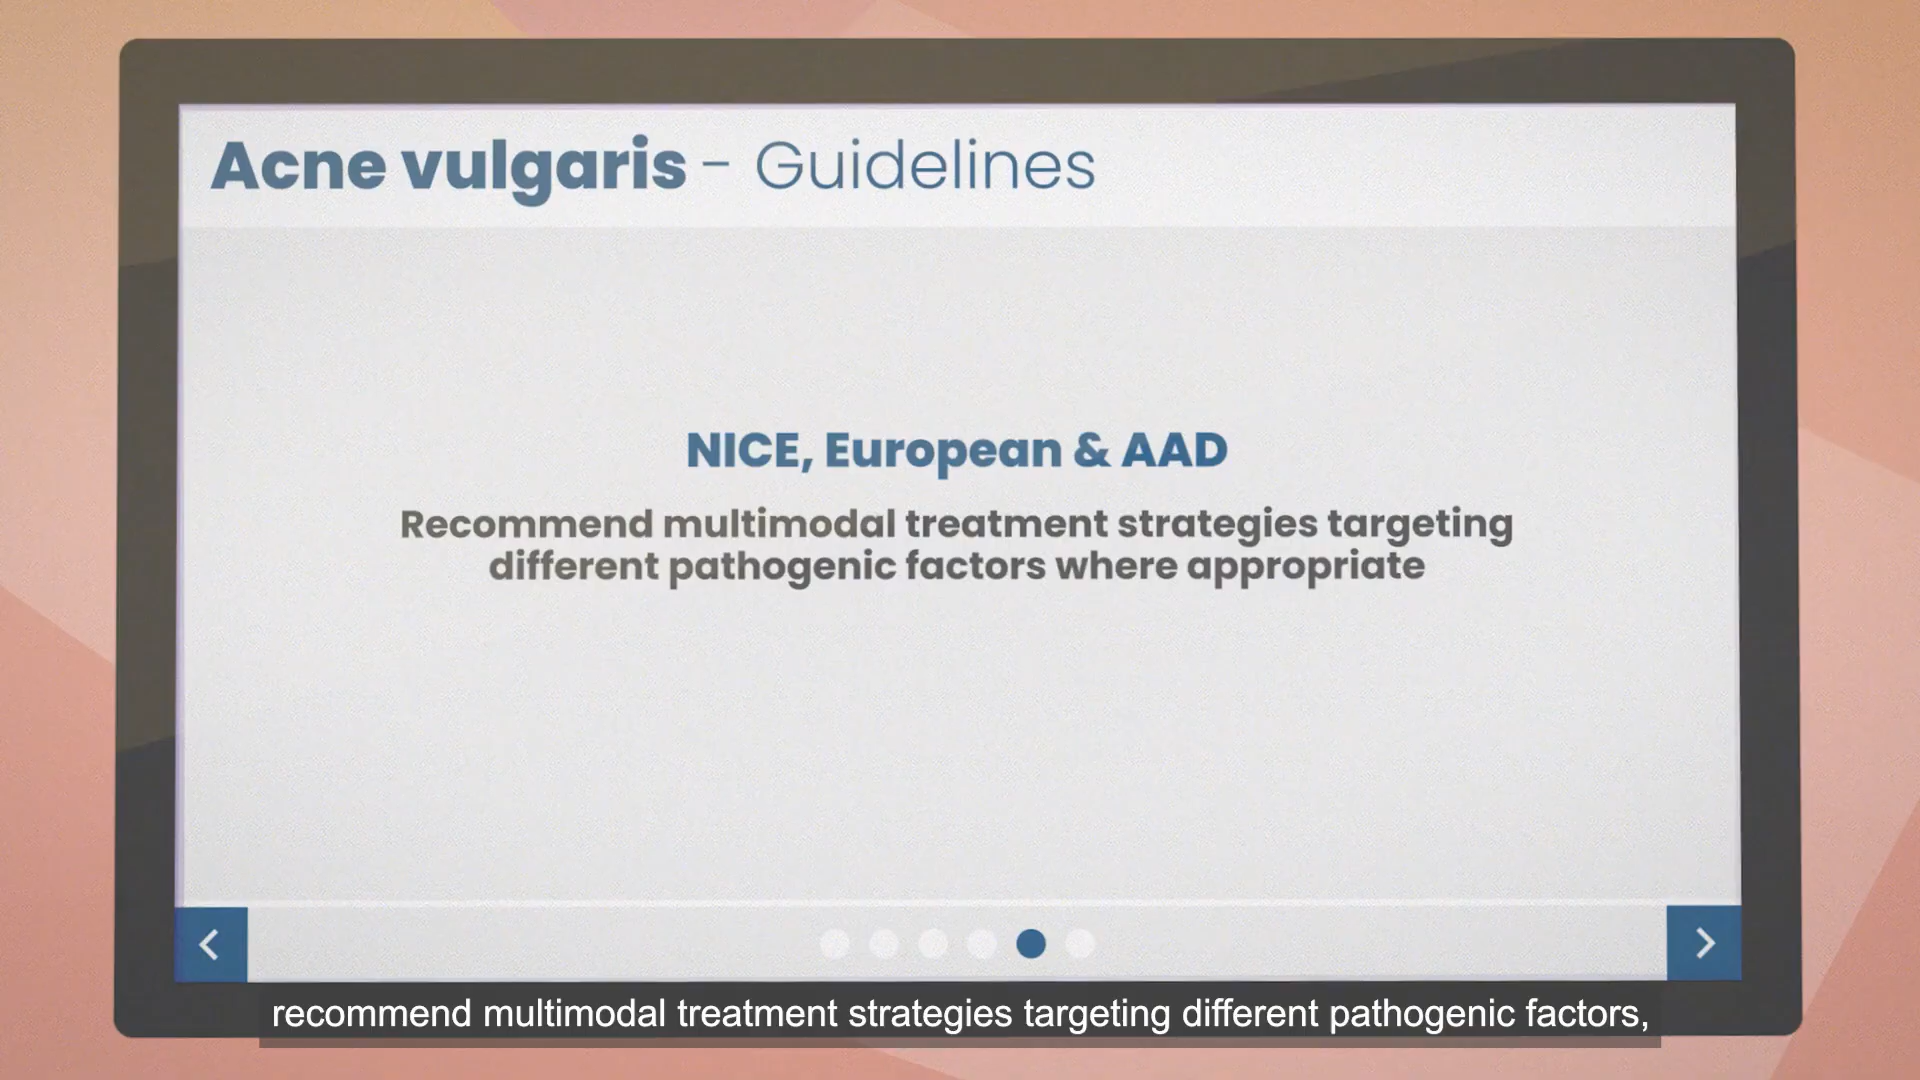 Acne vulgaris - Guidelines
NICE, European & AAD
Recommend multimodal treatment strategies targeting
different pathogenic factors where appropriate
recommend multimodal treatment strategies targeting different pathogenic factors,